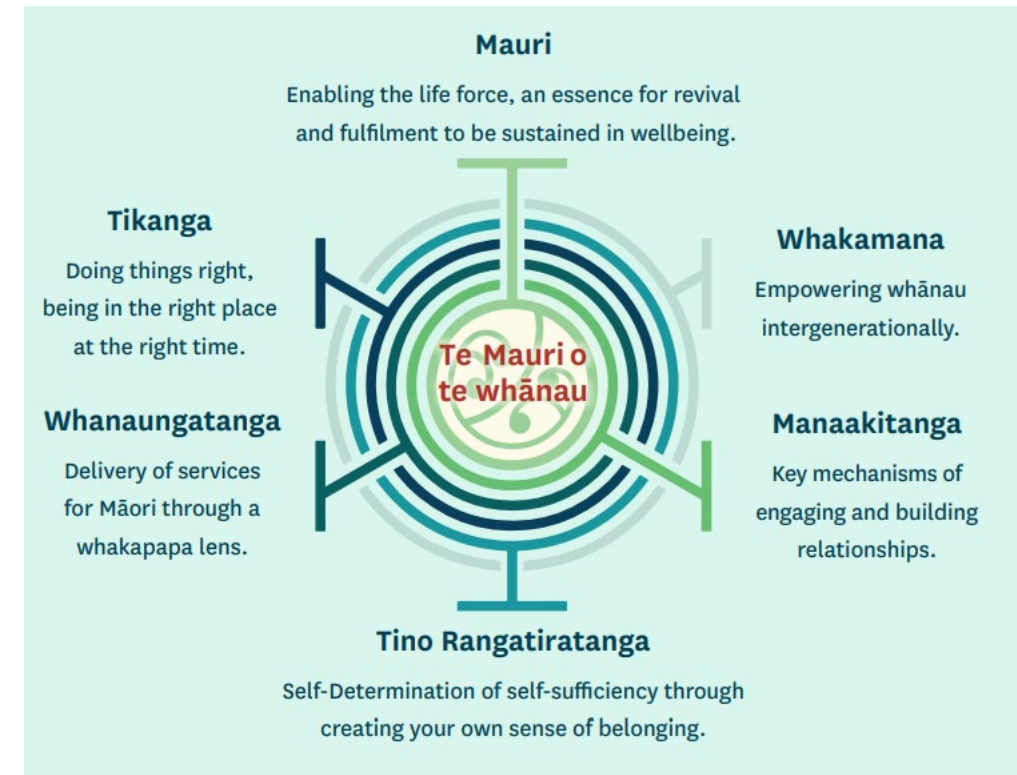 Mauri
Enabling the life force, an essence for revival
and fulfilment to be sustained in wellbeing.
Tikanga
Doing things right,
being in the right place
at the right time.
Whakamana
Empowering whānau
intergenerationally.
Te Mauri o
te whānau
Whanaungatanga
Delivery of services
for Māori through a
whakapapa lens.
Manaakitanga
Key mechanisms of
engaging and building
relationships.
Tino Rangatiratanga
Self-Determination of self-sufficiency through
creating your own sense of belonging.